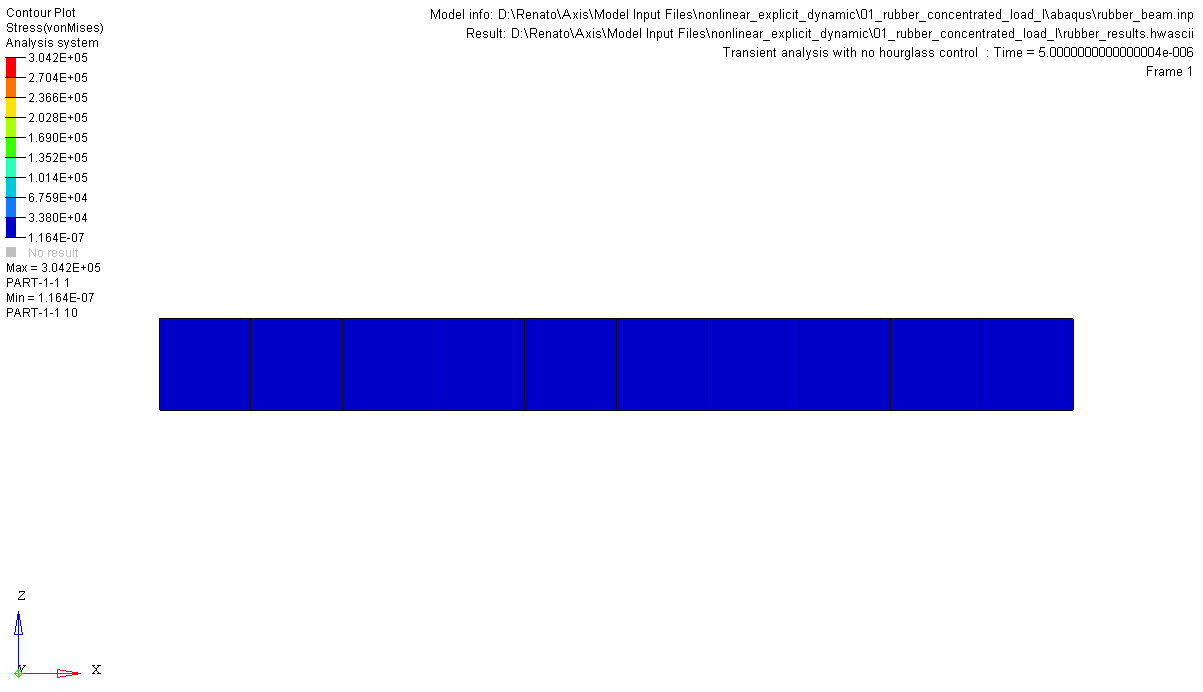 Contour Plot
Stress(vonMises)
Analysis system
3.042E+05
2.704E+05
2.366E+05
2.028E+05
1.690E+05
1.352E+05
1.014E+05
6.759E+04
3.380E+04
1.164E-07
No result
Max = 3.042E+05
PART-1-1 1
Min = 1.164E-07
PART-1-1 10
Model info: D:\Renato\Axis\Model Input Files\nonlinear_explicit_dynamic\01_rubber_concentrated_load_I\abaqus\rubber_beam.inp
Result: D:\Renato\Axis\Model Input Files\nonlinear_explicit_dynamic\01_rubber_concentrated_load_I\rubber_results.hwascii
Transient analysis with no hourglass control : Time = 5.0000000000000004e-006
Frame 1
Z
Y
X